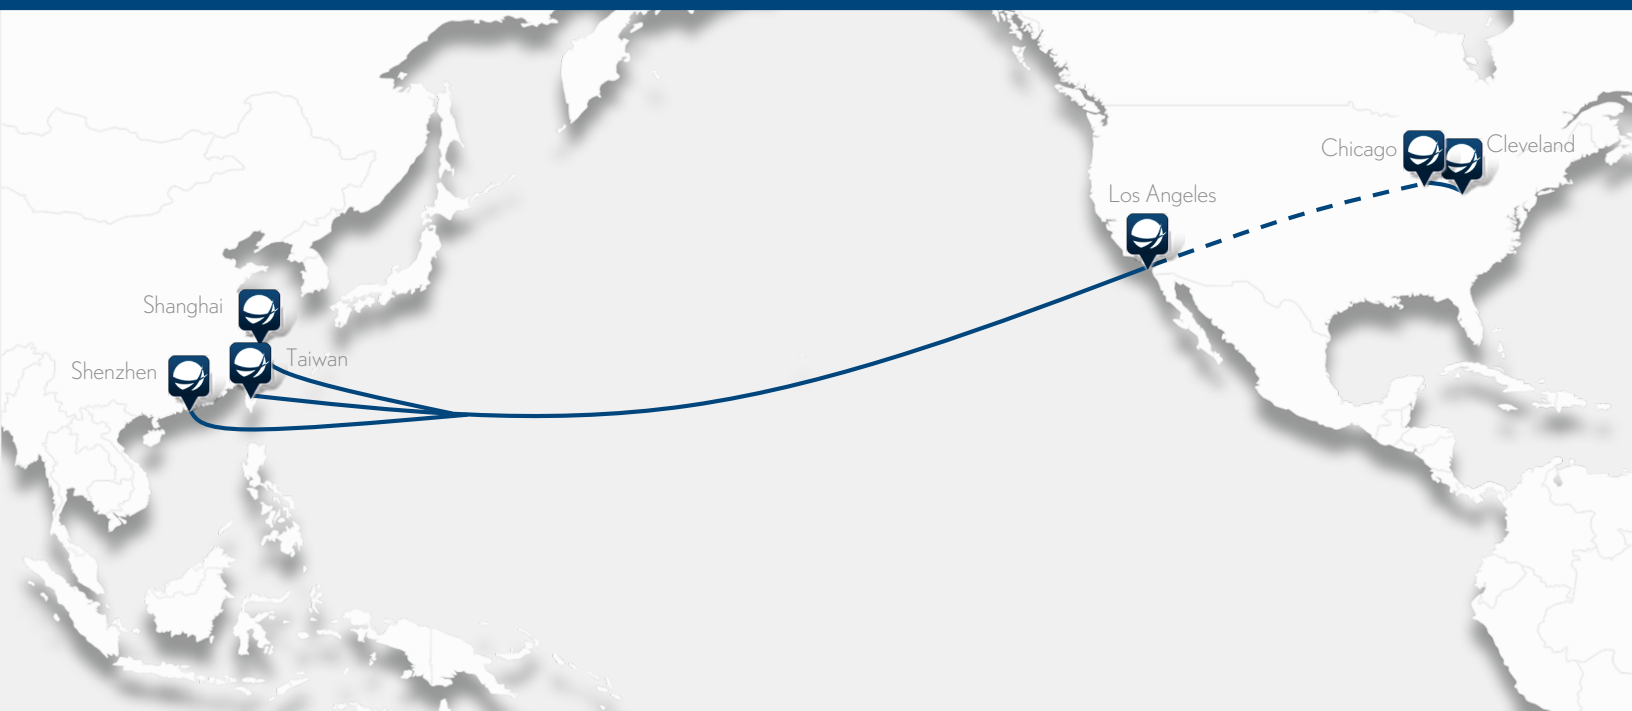 Chicago
Cleveland
Los Angeles
Shanghai
Taiwan
Shenzhen